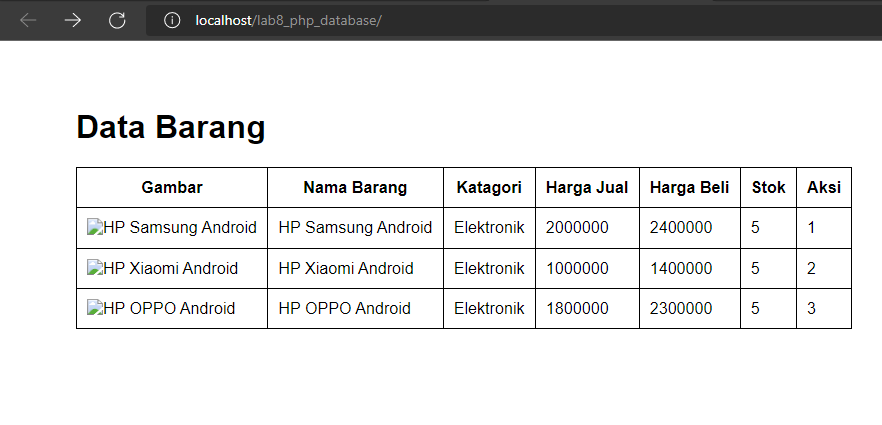 localhost/lab8_php_database/
Data Barang
Gambar Nama Barang Katagori Harga Jual Harga Beli Stok Aksi
HP Samsung Android HP Samsung Android Elektronik 2000000 2400000 5 1
HP Xiaomi Android HP Xiaomi Android Elektronik 1000000 1400000 5 2
HP OPPO Android HP OPPO Android Elektronik 1800000 2300000 5 3